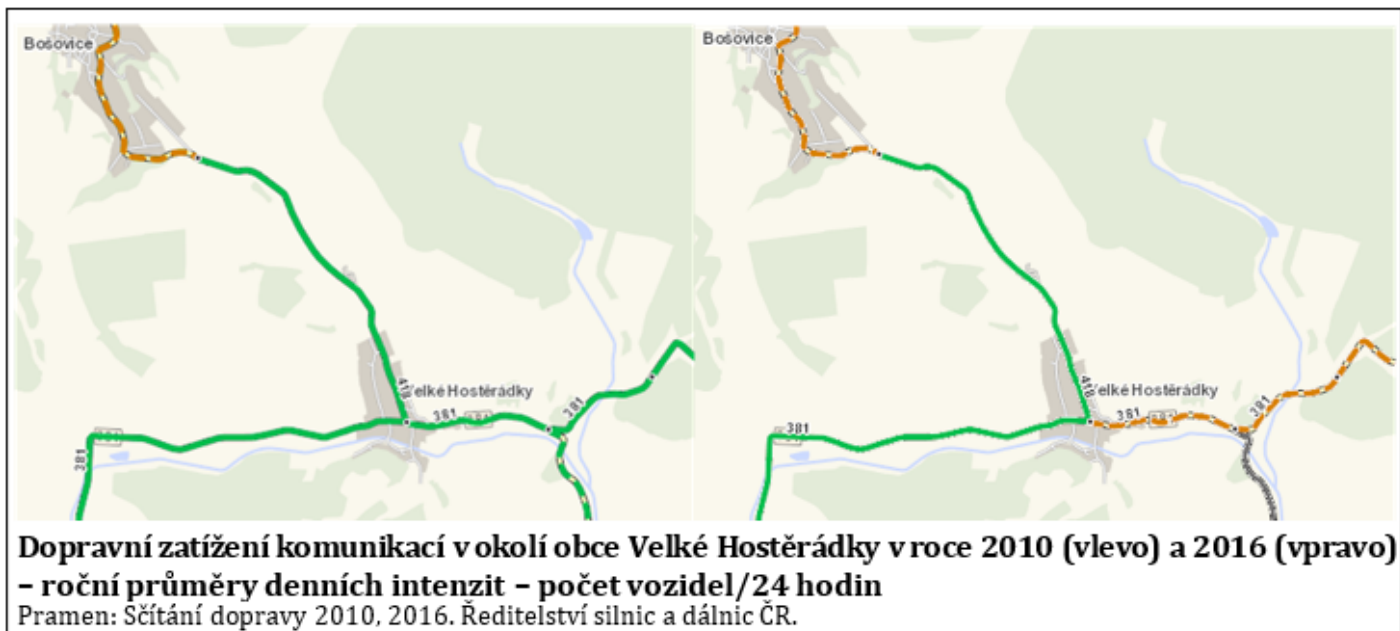 Bošovice
Velké Hostěrádky
418
381
381
381
381
Bošovice
Velké Hostěrádky
418
381
381
381
381
Dopravní zatížení komunikací v okolí obce Velké Hostěrádky v roce 2010 (vlevo) a 2016 (vpravo)
– roční průměry denních intenzit – počet vozidel/24 hodin
Pramen: Sčítání dopravy 2010, 2016. Ředitelství silnic a dálnic ČR.